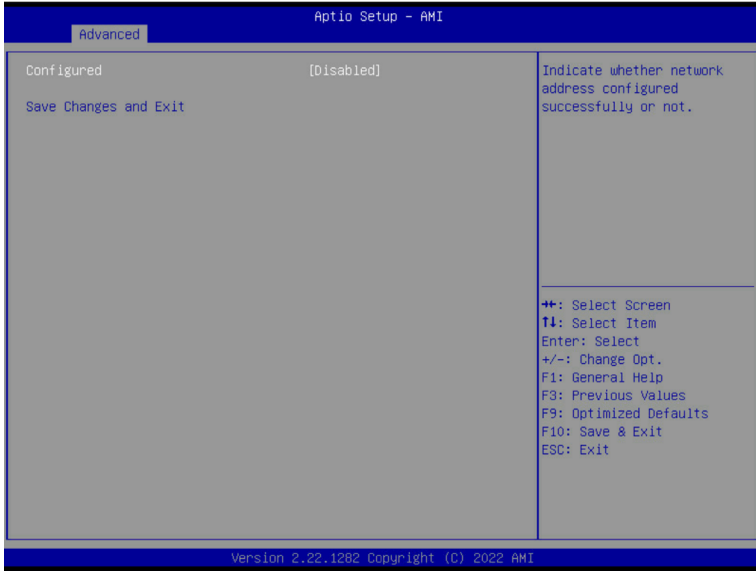 Aptio Setup – AMI
Advanced
Configured [Disabled]
Save Changes and Exit
Indicate whether network
address configured
successfully or not.
→←: Select Screen
↑↓: Select Item
Enter: Select
+/-: Change Opt.
F1: General Help
F3: Previous Values
F9: Optimized Defaults
F10: Save & Exit
ESC: Exit
Version 2.22.1282 Copyright (C) 2022 AMI